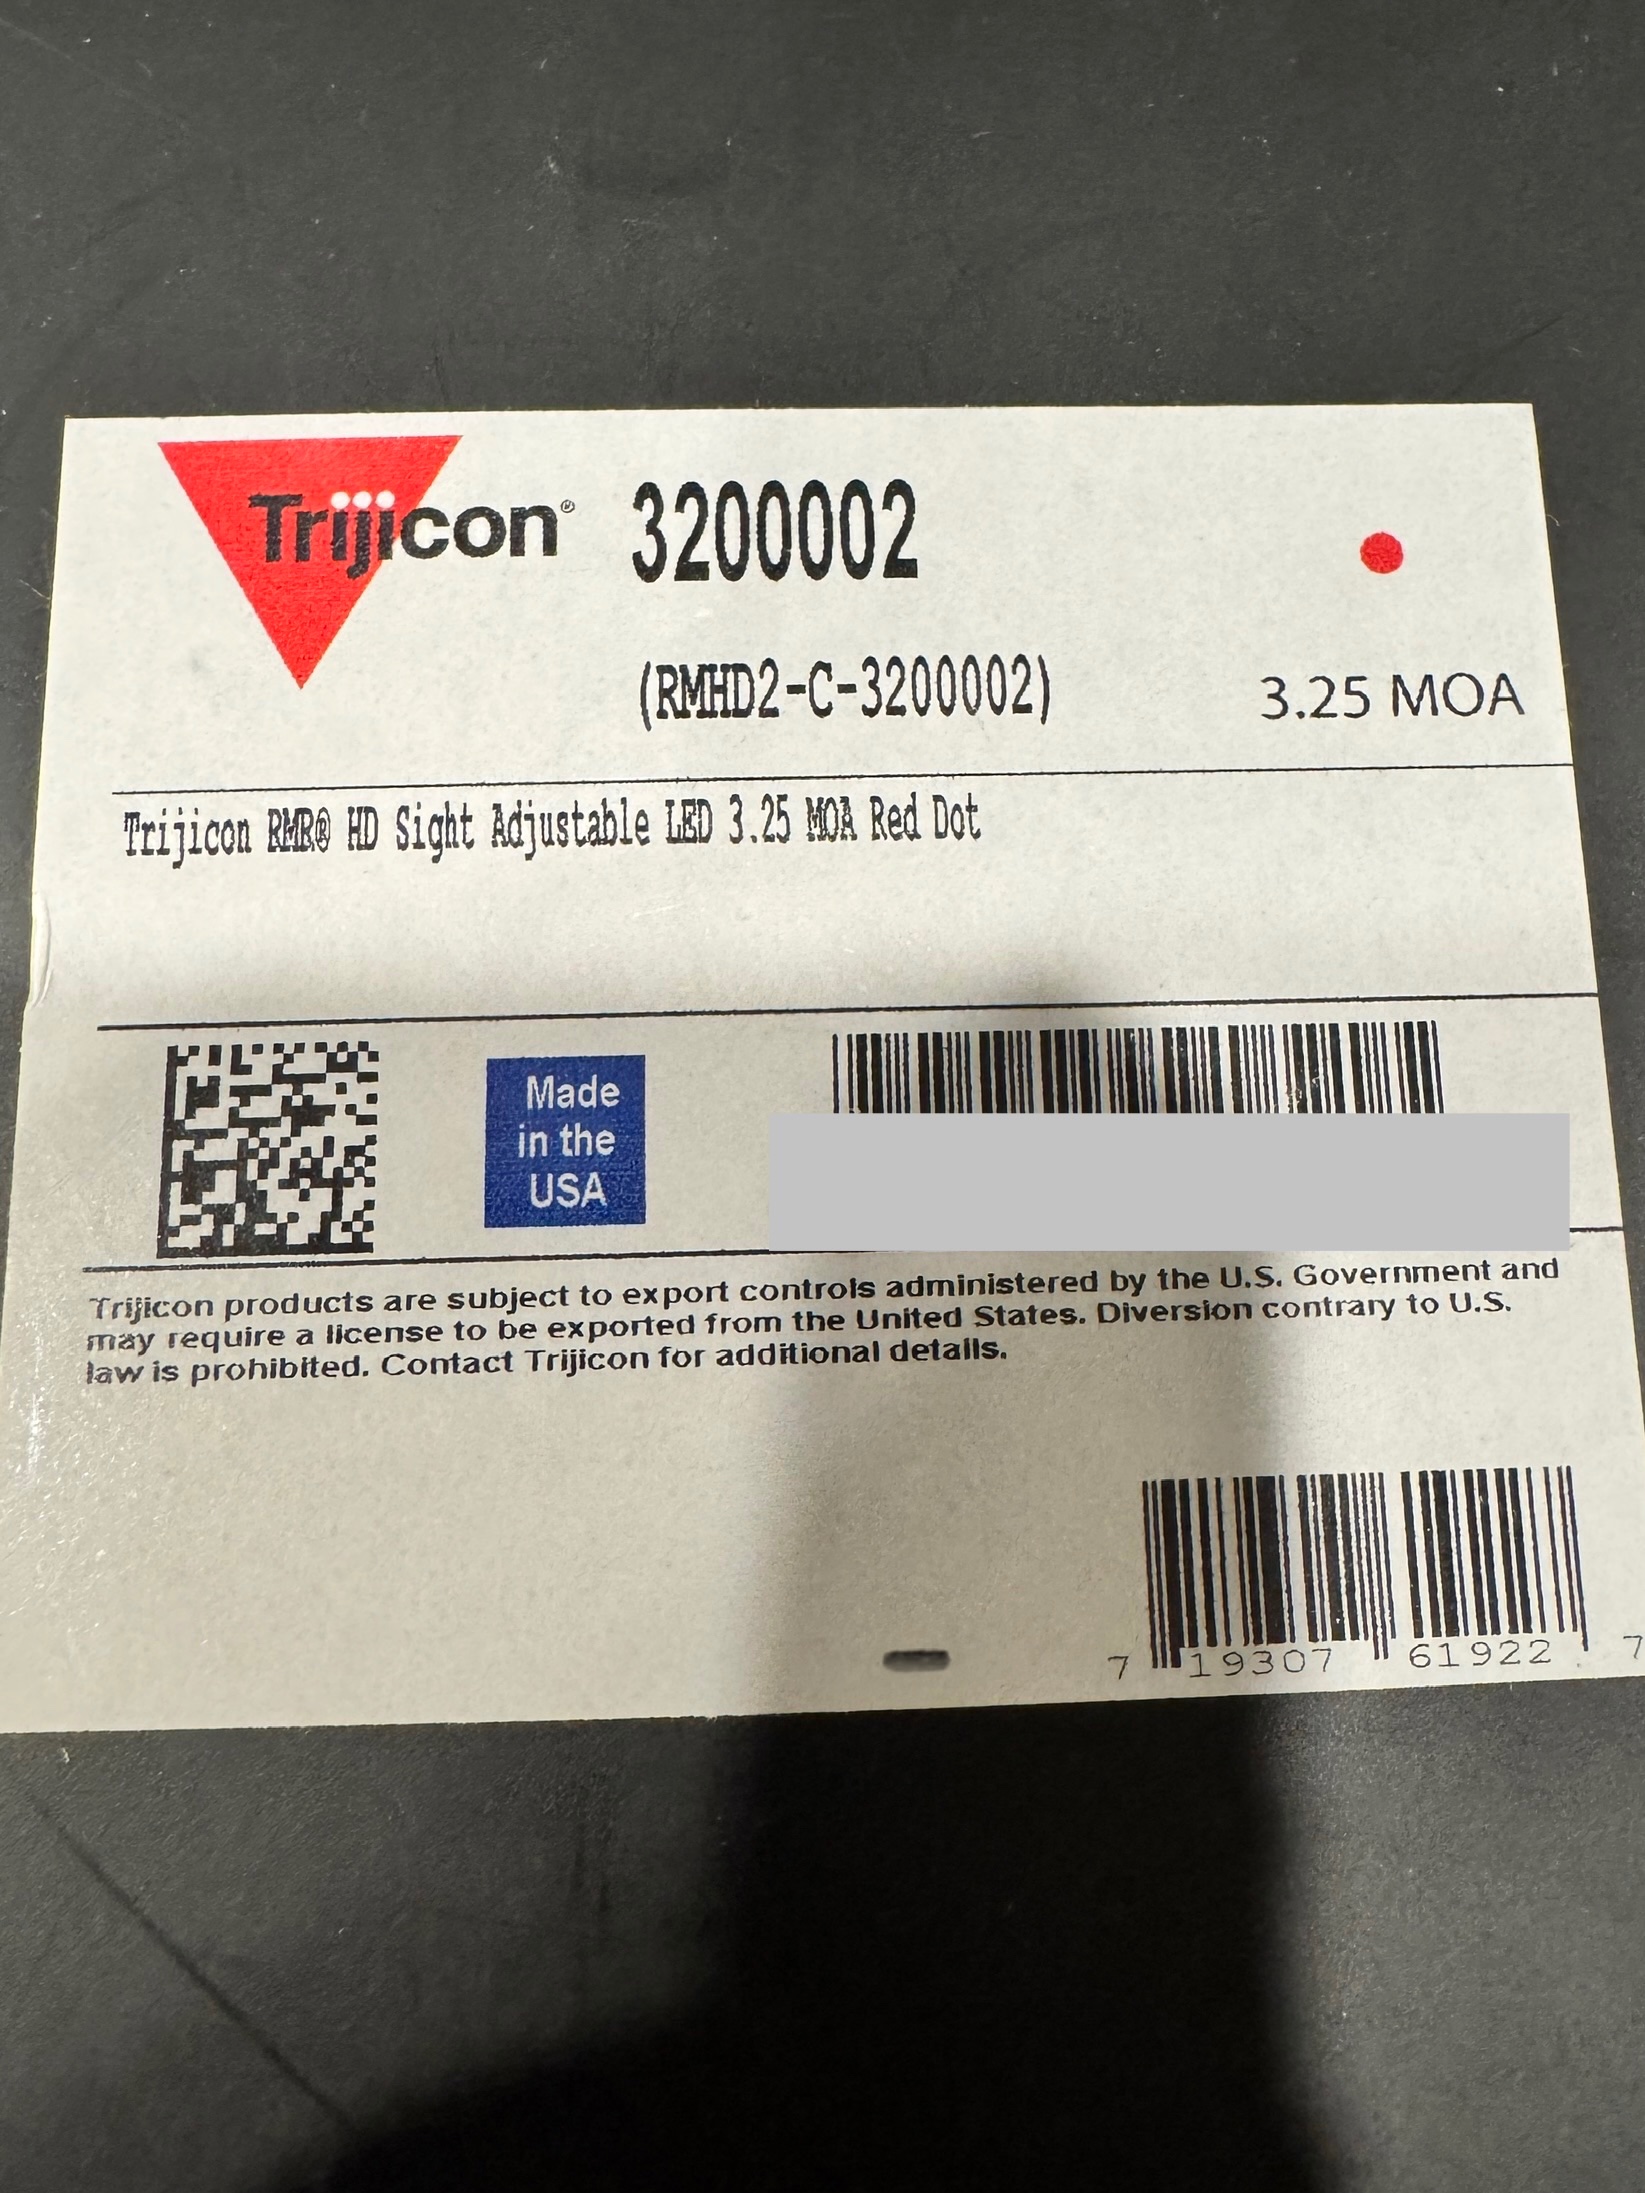 Trijicon®
3200002
(RMHD2-C-3200002)
3.25 MOA
Trijicon RMR® HD Sight Adjustable LED 3.25 MOA Red Dot
Made
in the
USA
Trijicon products are subject to export controls administered by the U.S. Government and
may require a license to be exported from the United States. Diversion contrary to U.S.
law is prohibited. Contact Trijicon for additional details.
7 19307 61922 7